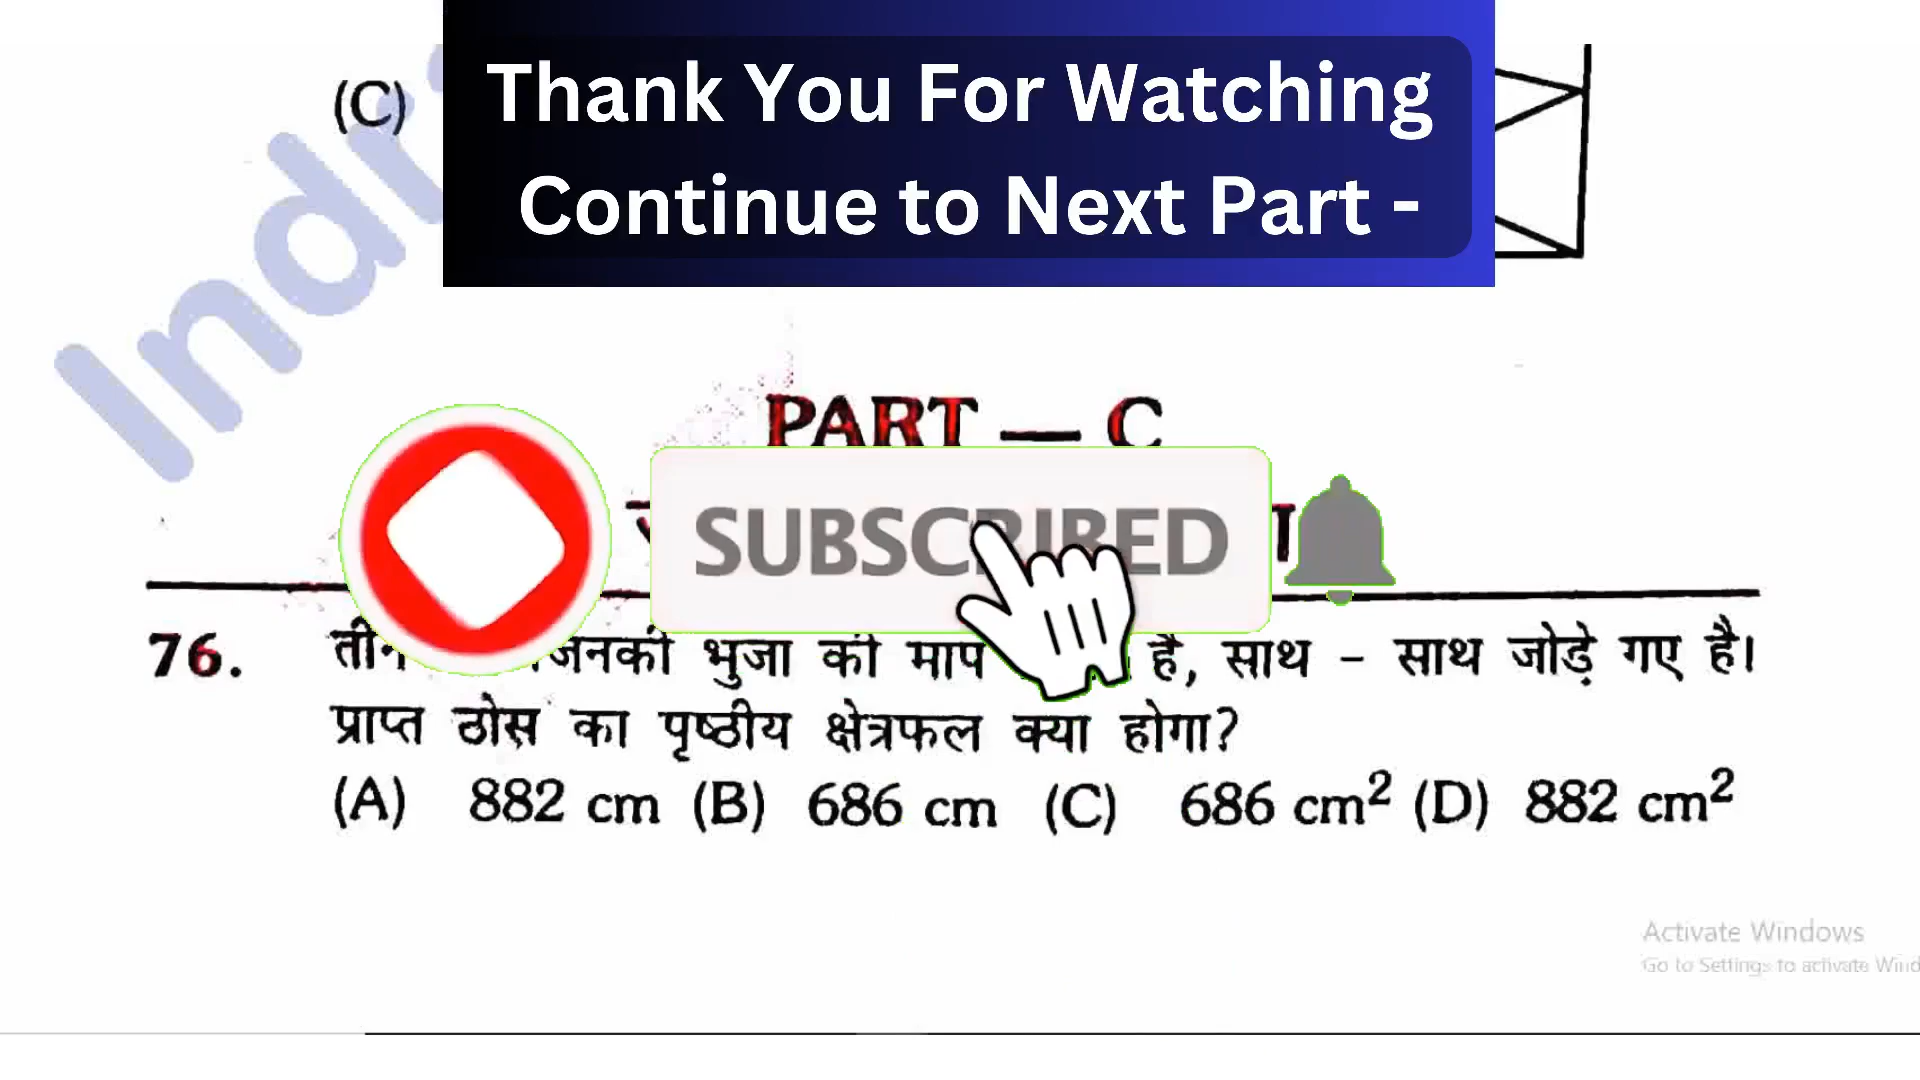 Thank You For Watching
Continue to Next Part -
(C)
PART — C
SUBSCRIBED
76. तीन भुजा की माप है, साथ – साथ जोड़े गए है।
प्राप्त ठोस का पृष्ठीय क्षेत्रफल क्या होगा?
(A) 882 cm (B) 686 cm (C) 686 cm² (D) 882 cm²
Activate Windows
Go to Settings to activate Wind